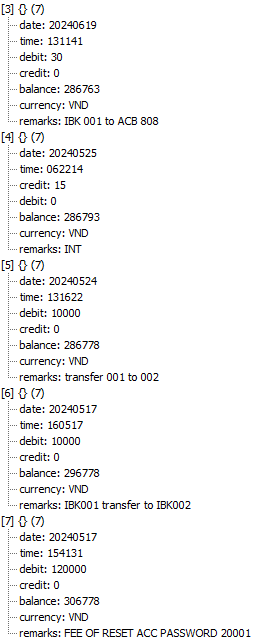 [3] {} (7)
date: 20240619
time: 131141
debit: 30
credit: 0
balance: 286763
currency: VND
remarks: IBK 001 to ACB 808
[4] {} (7)
date: 20240525
time: 062214
credit: 15
debit: 0
balance: 286793
currency: VND
remarks: INT
[5] {} (7)
date: 20240524
time: 131622
debit: 10000
credit: 0
balance: 286778
currency: VND
remarks: transfer 001 to 002
[6] {} (7)
date: 20240517
time: 160517
debit: 10000
credit: 0
balance: 296778
currency: VND
remarks: IBK001 transfer to IBK002
[7] {} (7)
date: 20240517
time: 154131
debit: 120000
credit: 0
balance: 306778
currency: VND
remarks: FEE OF RESET ACC PASSWORD 20001